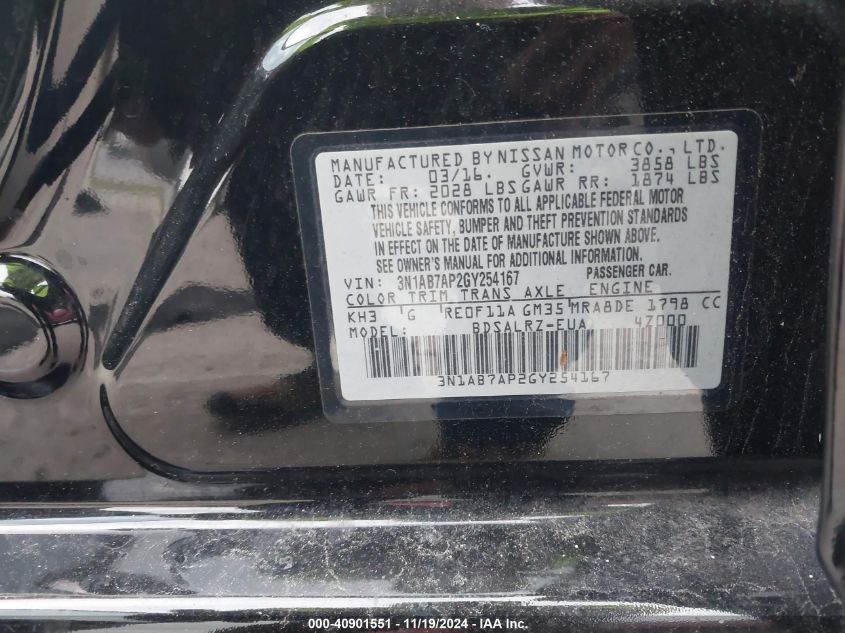 MANUFACTURED BY NISSAN MOTOR CO., LTD.
DATE: 03/16. GVWR: 3858 LBS
GAWR FR: 2028 LBS GAWR RR: 1874 LBS
THIS VEHICLE CONFORMS TO ALL APPLICABLE FEDERAL MOTOR
VEHICLE SAFETY, BUMPER AND THEFT PREVENTION STANDARDS
IN EFFECT ON THE DATE OF MANUFACTURE SHOWN ABOVE.
SEE OWNER'S MANUAL FOR ADDITIONAL INFORMATION.
VIN: 3N1AB7AP2GY254167 PASSENGER CAR.
COLOR TRIM TRANS AXLE ENGINE
KH3 G RE0F11A GM35 MRA8DE 1798 CC
MODEL: BDSALRZ-EUA 4Z000
3N1AB7AP2GY254167
000-40901551 - 11/19/2024 - IAA Inc.